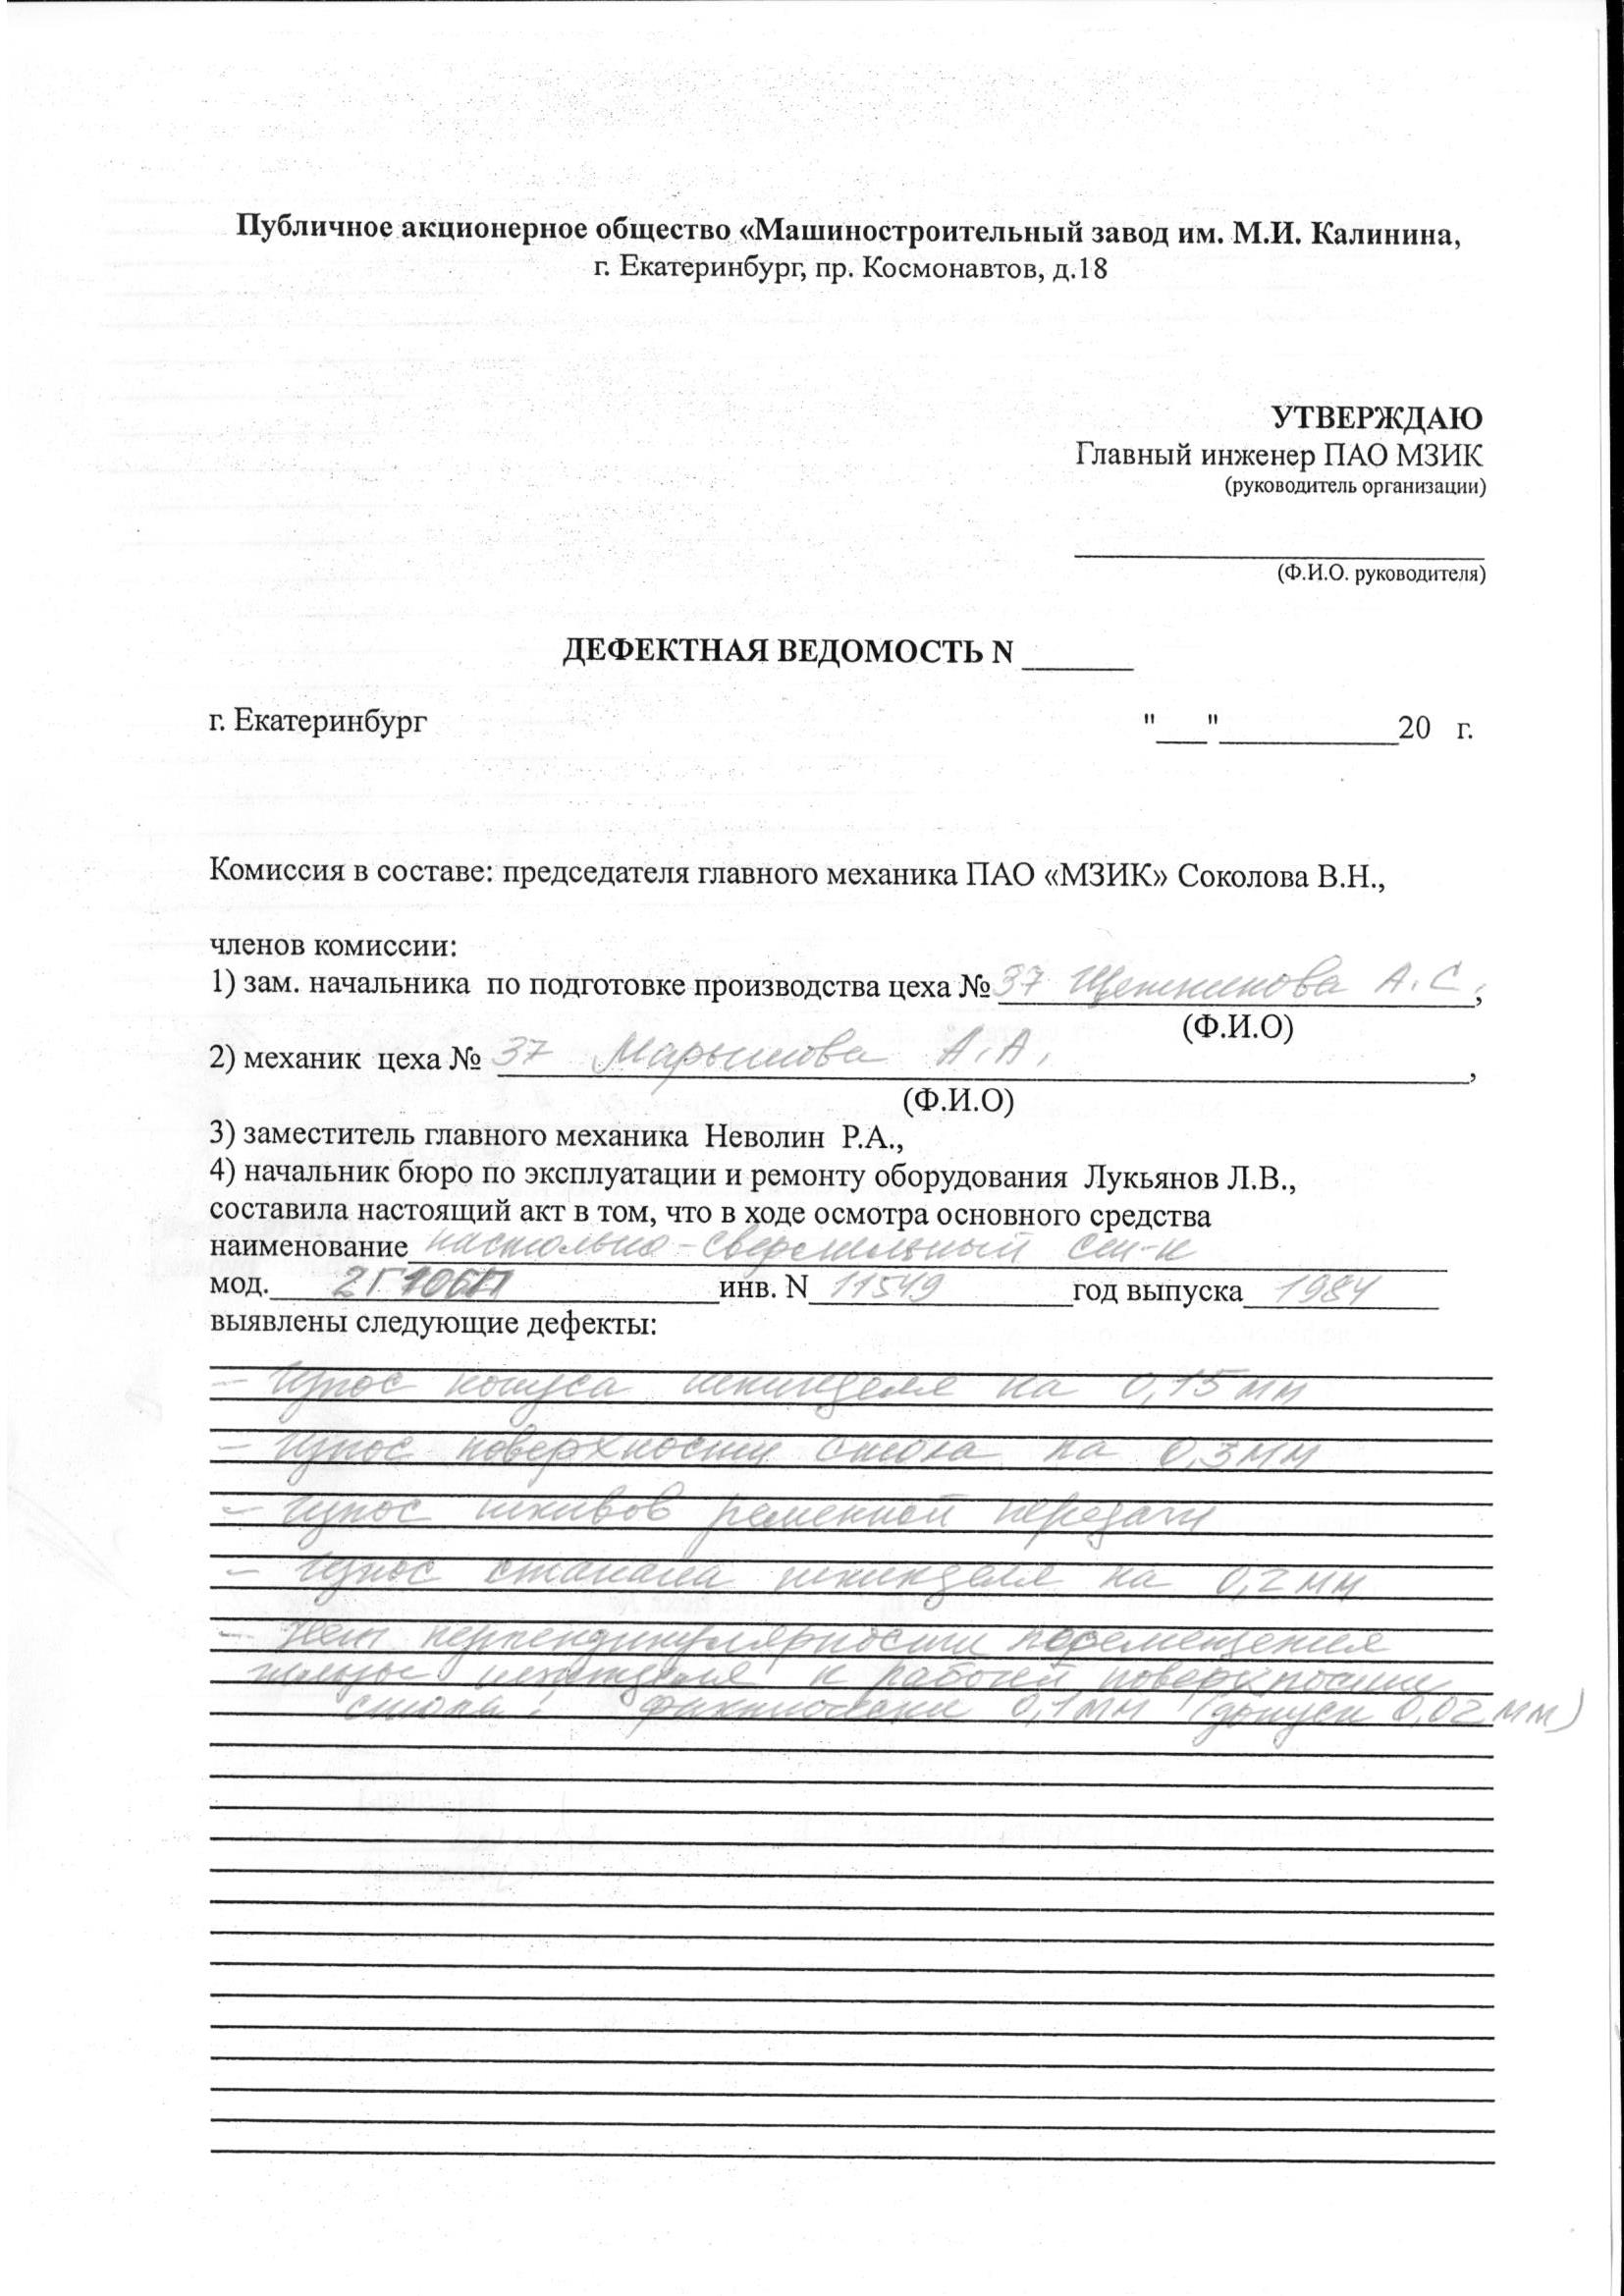 Публичное акционерное общество «Машиностроительный завод им. М.И. Калинина,
г. Екатеринбург, пр. Космонавтов, д.18
УТВЕРЖДАЮ
Главный инженер ПАО МЗИК
(руководитель организации)
(Ф.И.О. руководителя)
ДЕФЕКТНАЯ ВЕДОМОСТЬ N ______
г. Екатеринбург "___"__________20 г.
Комиссия в составе: председателя главного механика ПАО «МЗИК» Соколова В.Н.,
членов комиссии:
1) зам. начальника по подготовке производства цеха № 37 Щетникова А.С.,
(Ф.И.О)
2) механик цеха № 37 А.А.,
(Ф.И.О)
3) заместитель главного механика Неволин Р.А.,
4) начальник бюро по эксплуатации и ремонту оборудования Лукьянов Л.В.,
составила настоящий акт в том, что в ходе осмотра основного средства
наименование настольно-сверлильный ст-к
мод. 2Г106П инв. N 11549 год выпуска 1984
выявлены следующие дефекты:
- Износ конуса шпинделя на 0,15 мм
- Износ поверхности стола на 0,3 мм
- Износ шкивов ременной передачи
- Износ стакана шпинделя на 0,2 мм
- Нет перпендикулярности перемещения
гильзы шпинделя к рабочей поверхности
стола: фактически 0,1 мм (допуск 0,02 мм)